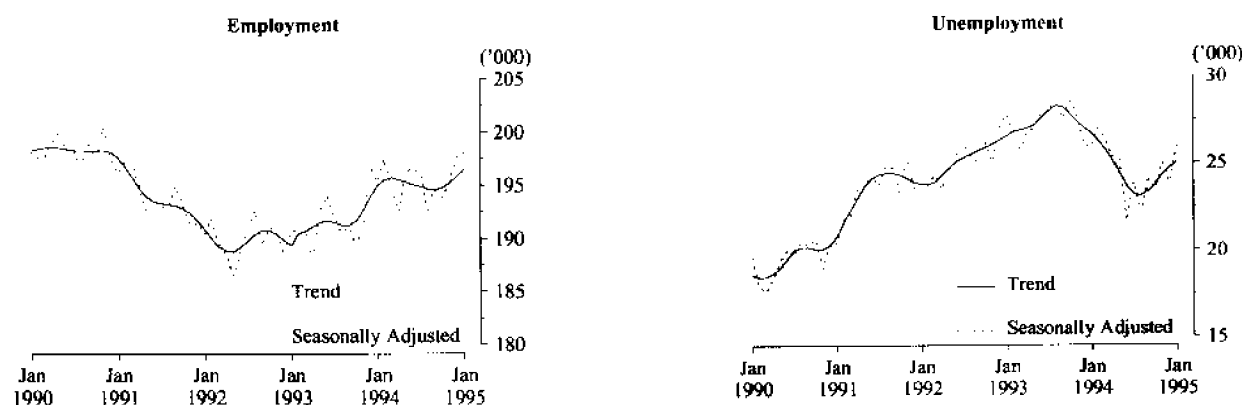 Employment
('000)
205
200
195
190
185
180
Trend
Seasonally Adjusted
Jan Jan Jan Jan Jan Jan
1990 1991 1992 1993 1994 1995
Unemployment
('000)
30
25
20
15
Trend
Seasonally Adjusted
Jan Jan Jan Jan Jan Jan
1990 1991 1992 1993 1994 1995